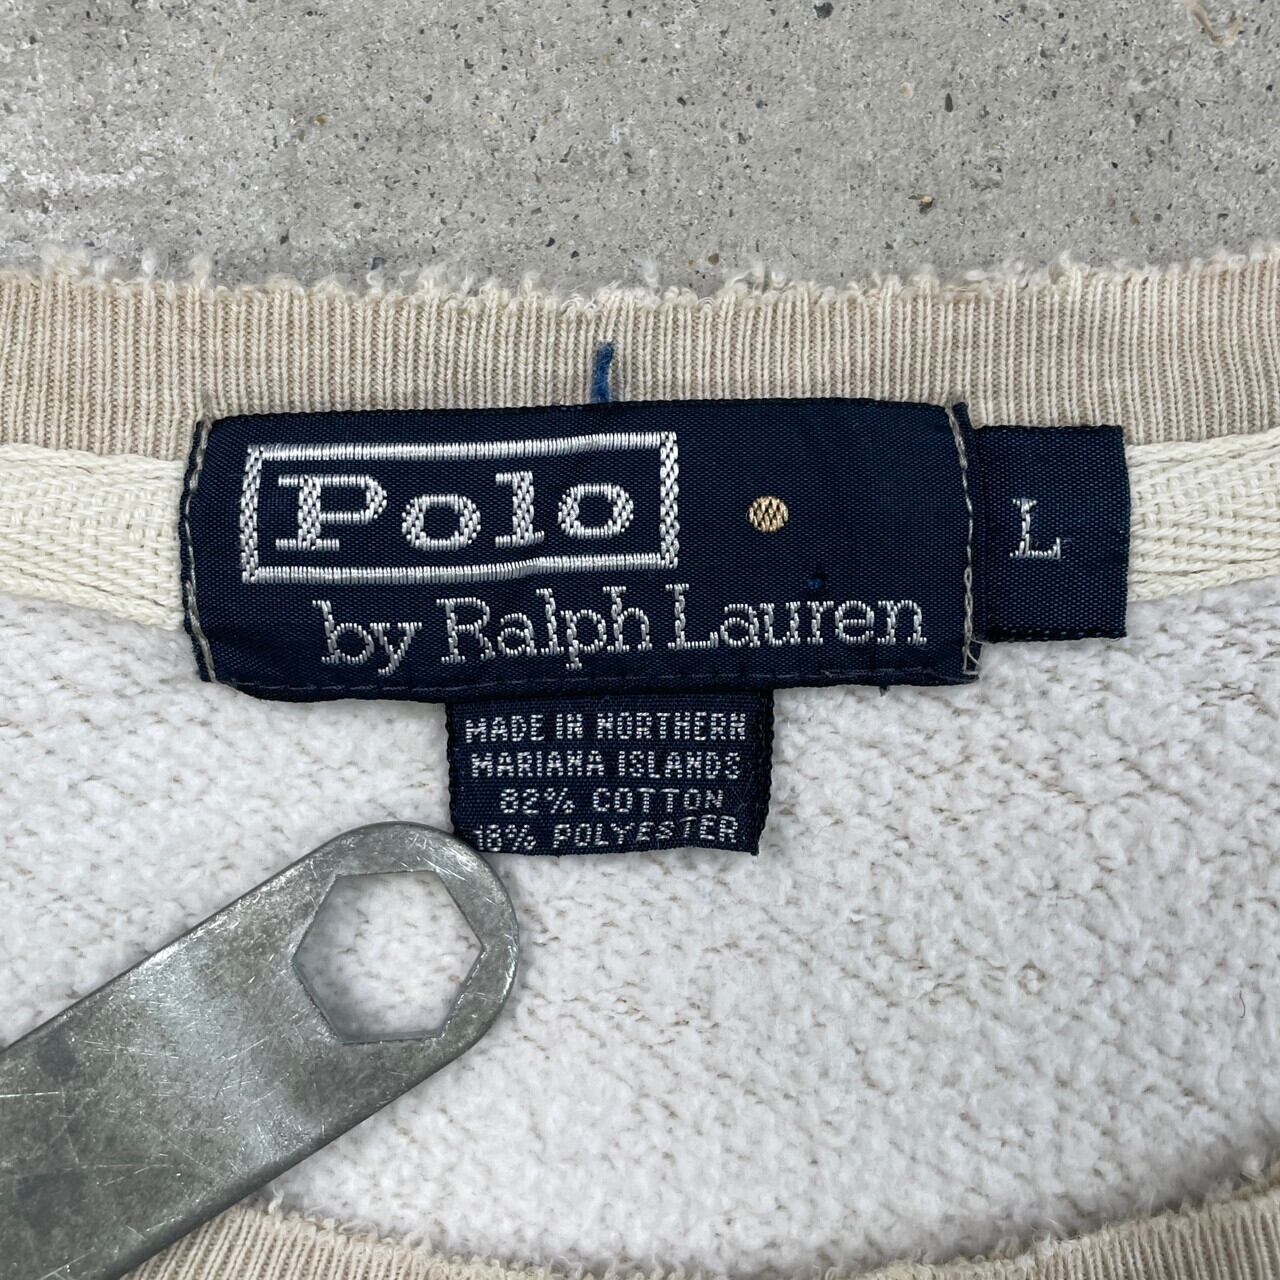 Polo
by Ralph Lauren
L
MADE IN NORTHERN
MARIANA ISLANDS
82% COTTON
18% POLYESTER